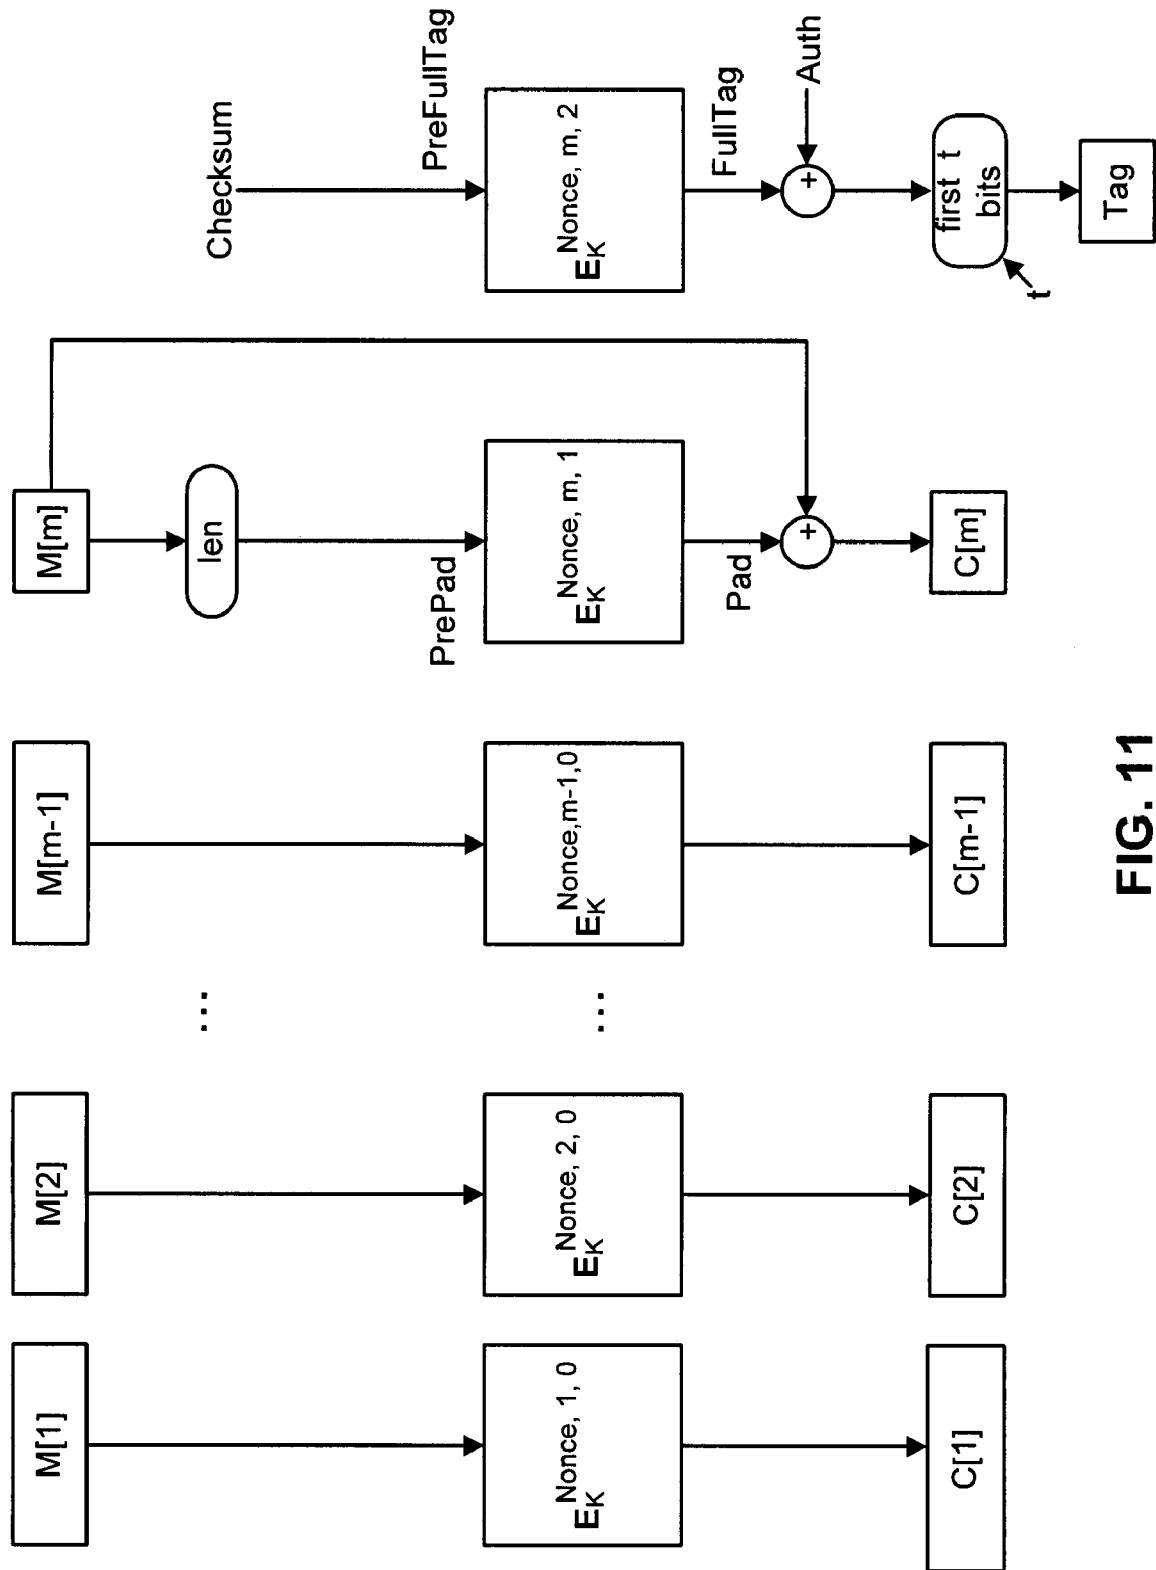 M[1]
M[2]
M[m-1]
M[m]
Checksum
...
len
PrePad
PreFullTag
E_K^Nonce, 1, 0
E_K^Nonce, 2, 0
...
E_K^Nonce,m-1,0
E_K^Nonce, m, 1
E_K^Nonce, m, 2
Pad
FullTag
+
+
Auth
C[1]
C[2]
C[m-1]
C[m]
first t
bits
t
Tag
FIG. 11